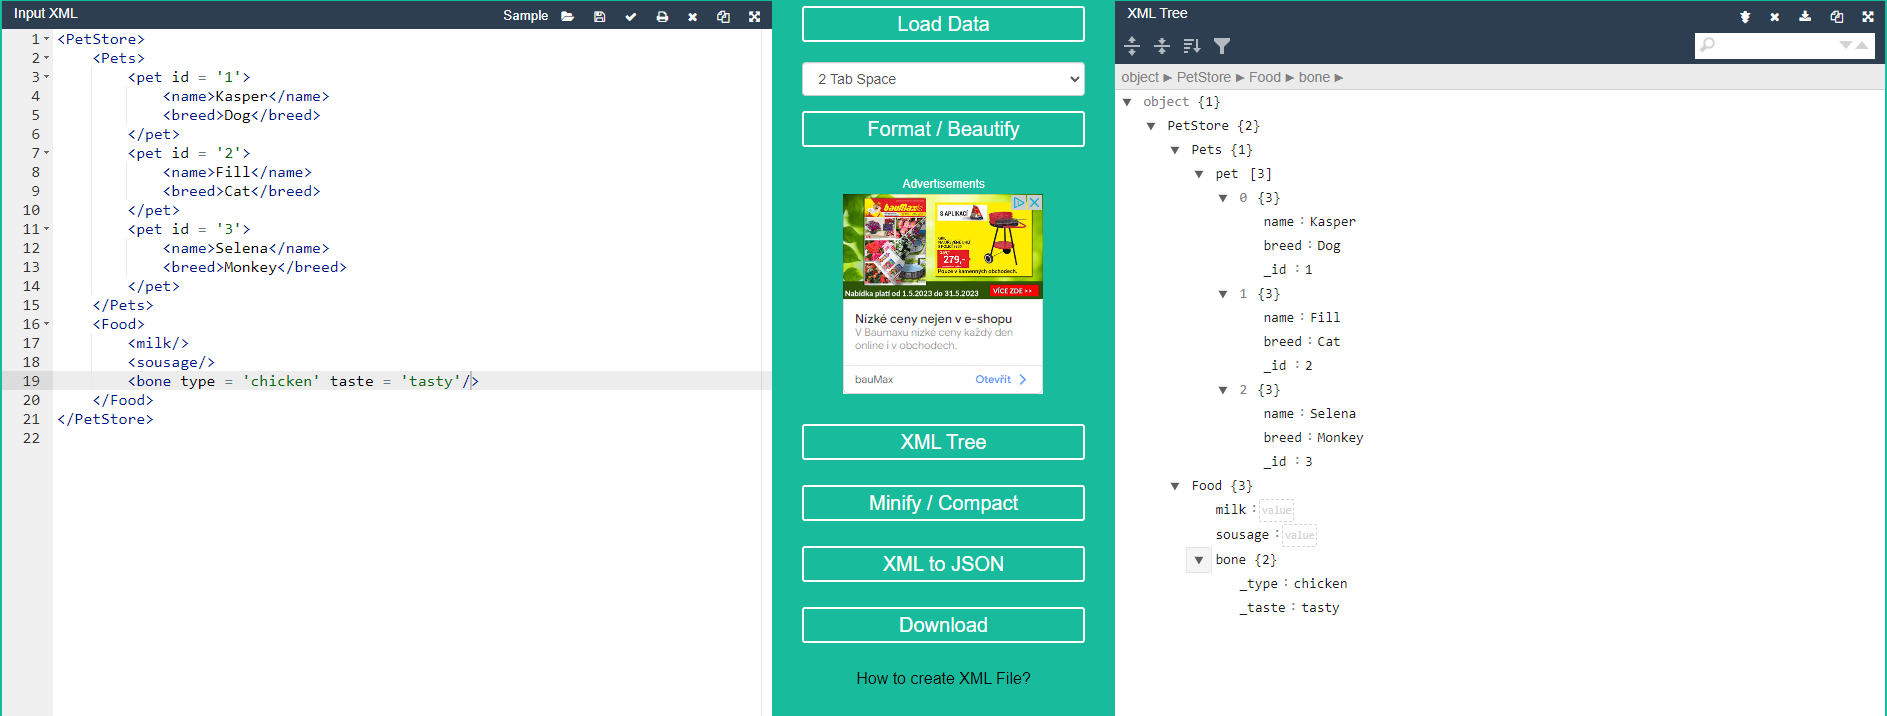 Input XML
Sample
1 <PetStore>
2 <Pets>
3 <pet id = '1'>
4 <name>Kasper</name>
5 <breed>Dog</breed>
6 </pet>
7 <pet id = '2'>
8 <name>Fill</name>
9 <breed>Cat</breed>
10 </pet>
11 <pet id = '3'>
12 <name>Selena</name>
13 <breed>Monkey</breed>
14 </pet>
15 </Pets>
16 <Food>
17 <milk/>
18 <sousage/>
19 <bone type = 'chicken' taste = 'tasty'/>
20 </Food>
21 </PetStore>
22
Load Data
2 Tab Space
Format / Beautify
Advertisements
bauMax
S APLIKACÍ
279,-
Pouze v kamenných obchodech.
Nabídka platí od 1.5.2023 do 31.5.2023
VÍCE ZDE >>
Nízké ceny nejen v e-shopu
V Baumaxu nízké ceny každý den
online i v obchodech.
bauMax
Otevřít
XML Tree
Minify / Compact
XML to JSON
Download
How to create XML File?
XML Tree
object ► PetStore ► Food ► bone ►
object {1}
PetStore {2}
Pets {1}
pet [3]
0 {3}
name : Kasper
breed : Dog
_id : 1
1 {3}
name : Fill
breed : Cat
_id : 2
2 {3}
name : Selena
breed : Monkey
_id : 3
Food {3}
milk : value
sousage : value
bone {2}
_type : chicken
_taste : tasty